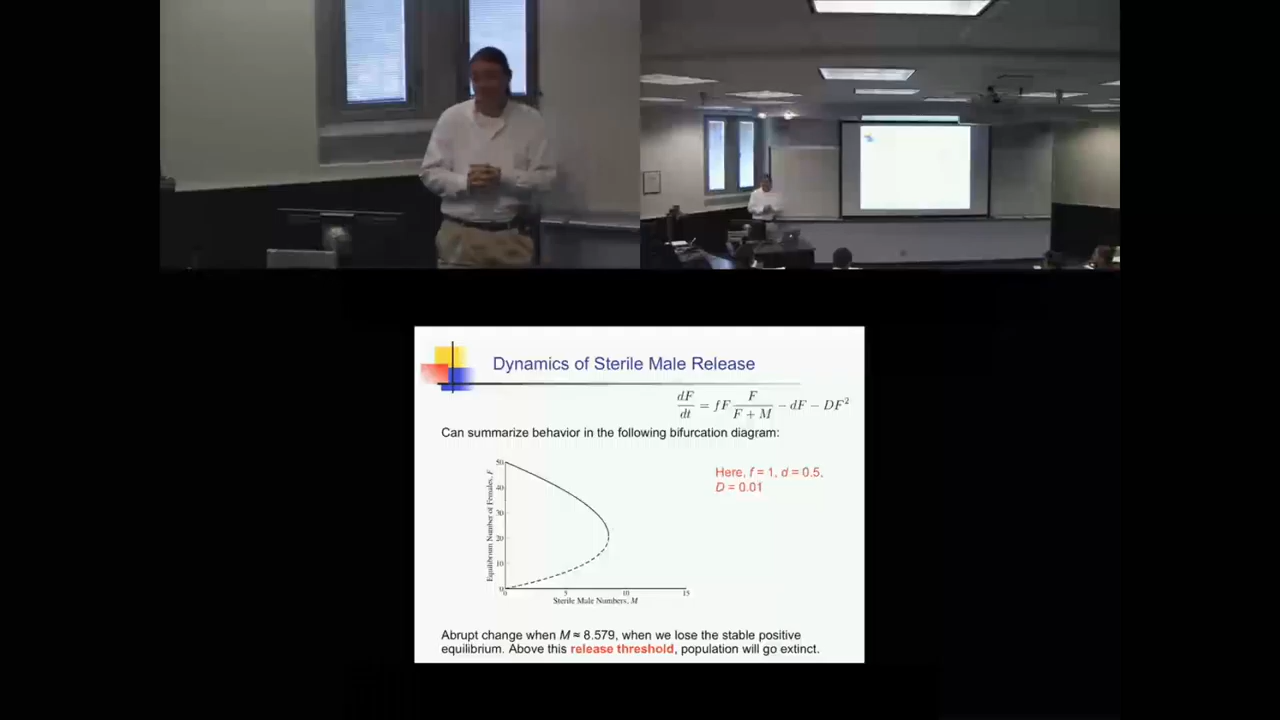 Dynamics of Sterile Male Release
dF/dt = fF F/(F + M) − dF − DF²
Can summarize behavior in the following bifurcation diagram:
Here, f = 1, d = 0.5,
D = 0.01
Equilibrium Number of Females, F
50
40
30
20
10
0
0 5 10 15
Sterile Male Numbers, M
Abrupt change when M ≈ 8.579, when we lose the stable positive
equilibrium. Above this release threshold, population will go extinct.